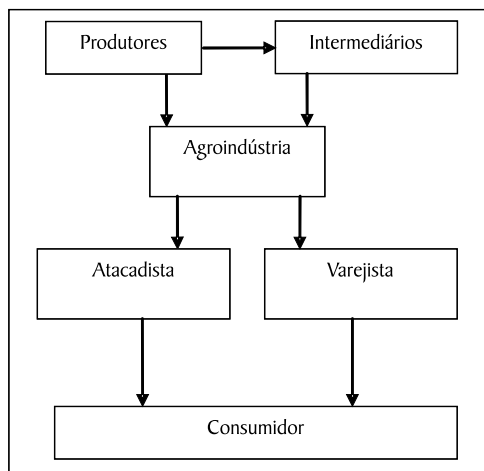 Produtores
Intermediários
Agroindústria
Atacadista
Varejista
Consumidor